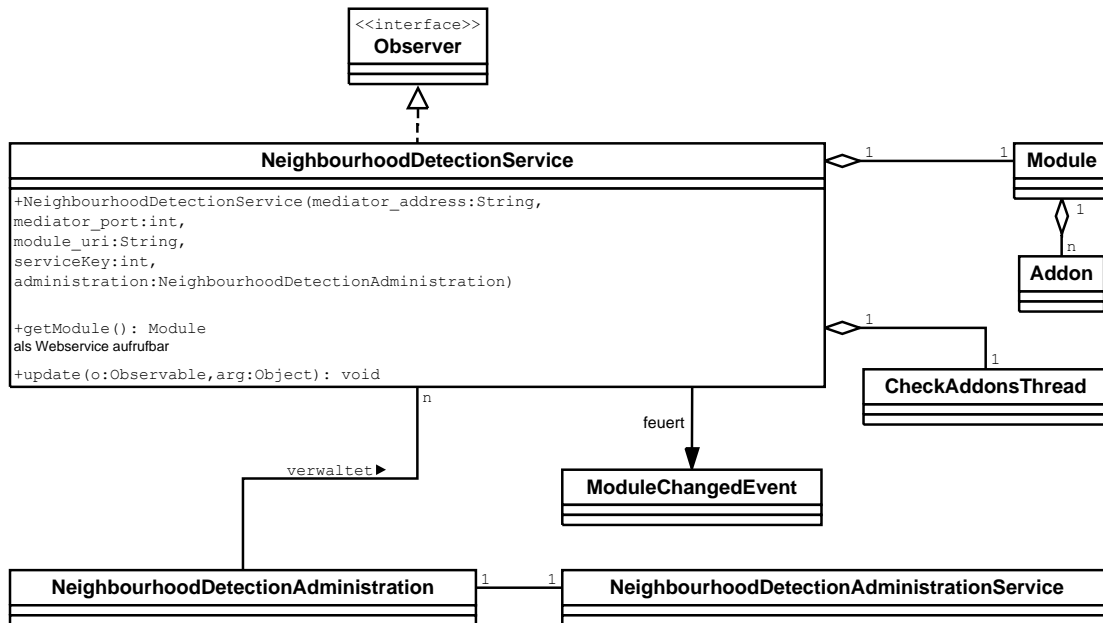 <<interface>>
Observer
NeighbourhoodDetectionService
+NeighbourhoodDetectionService(mediator_address:String,
mediator_port:int,
module_uri:String,
serviceKey:int,
administration:NeighbourhoodDetectionAdministration)
+getModule(): Module
als Webservice aufrufbar
+update(o:Observable,arg:Object): void
1
1
Module
1
n
Addon
1
1
CheckAddonsThread
n
verwaltet
feuert
ModuleChangedEvent
NeighbourhoodDetectionAdministration
1
1
NeighbourhoodDetectionAdministrationService